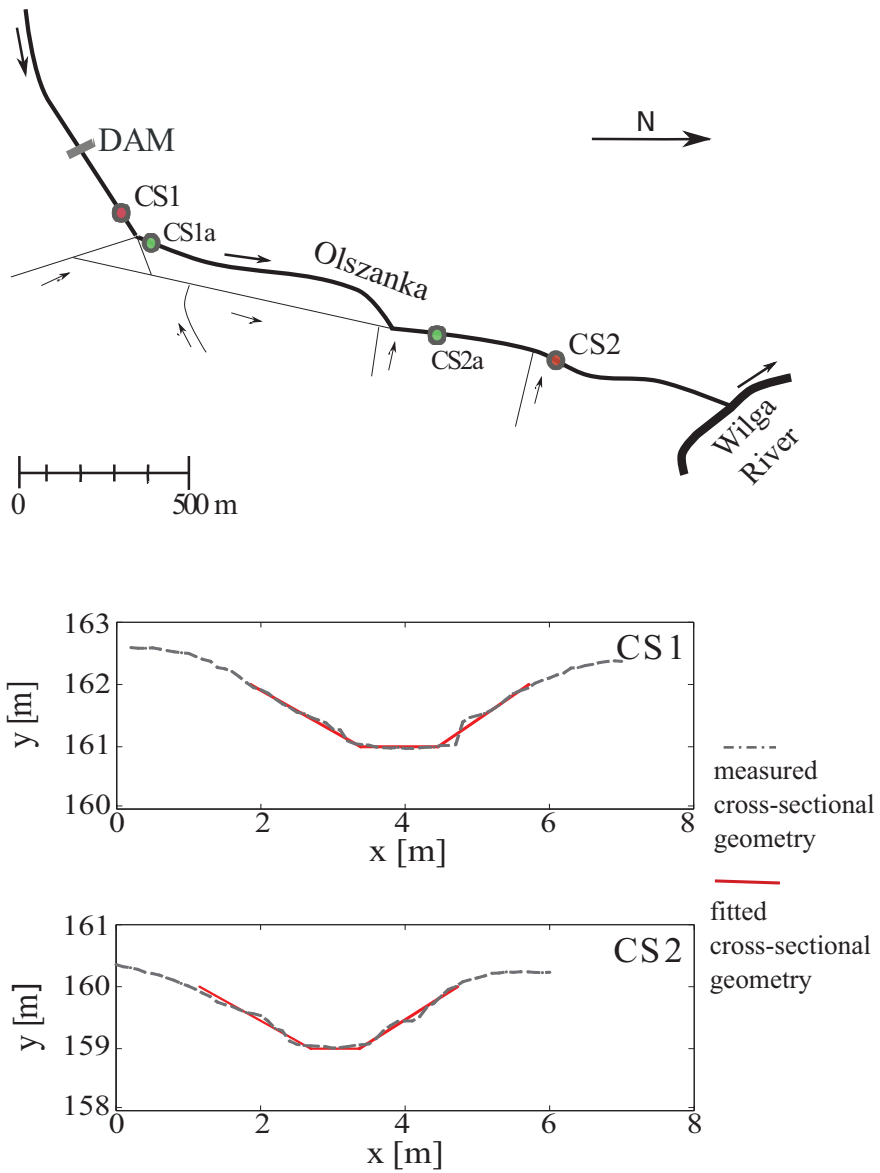 N
DAM
CS1
CS1a
Olszanka
CS2a
CS2
Wilga
River
0
500 m
163
162
161
160
y [m]
CS1
0
2
4
6
8
x [m]
measured
cross-sectional
geometry
fitted
cross-sectional
geometry
161
160
159
158
y [m]
CS2
0
2
4
6
8
x [m]